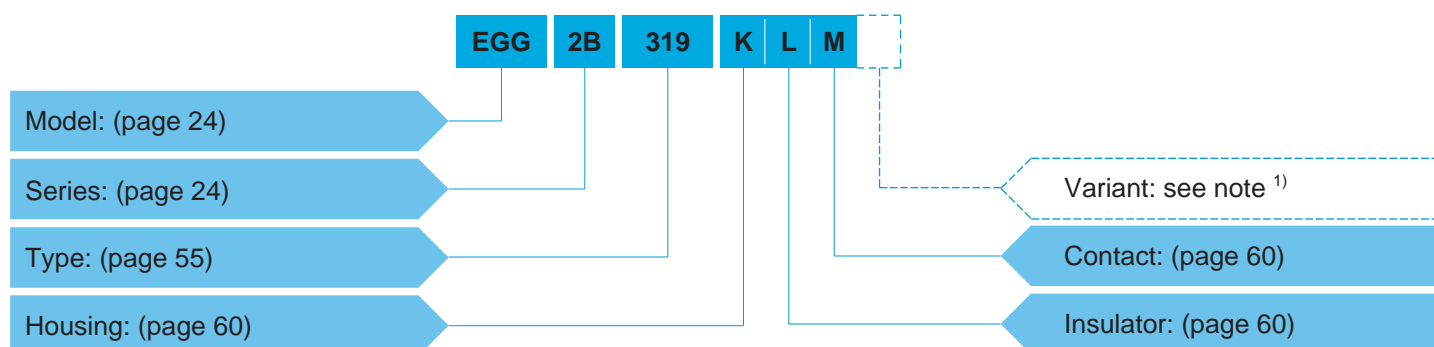 EGG 2B 319 K L M
Model: (page 24)
Series: (page 24)
Type: (page 55)
Housing: (page 60)
Variant: see note 1)
Contact: (page 60)
Insulator: (page 60)